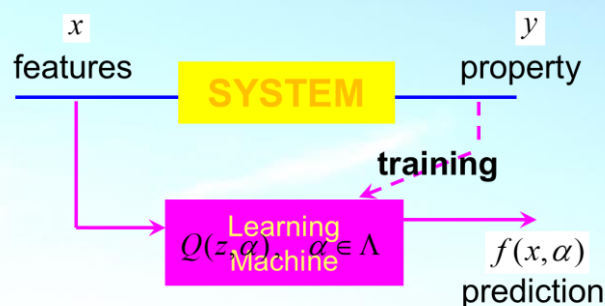 x
y
features
property
SYSTEM
training
Learning
Q(z,α), α ∈ Λ
Machine
f(x,α)
prediction